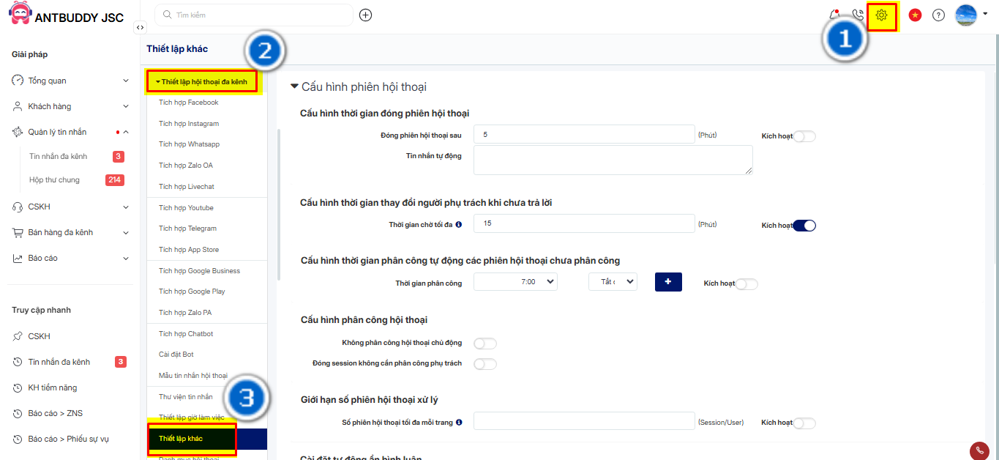 ANTBUDDY JSC
Tìm kiếm
1
Giải pháp
Tổng quan
Khách hàng
Quản lý tin nhắn
Tin nhắn đa kênh 3
Hộp thư chung 214
CSKH
Bán hàng đa kênh
Báo cáo
Truy cập nhanh
CSKH
Tin nhắn đa kênh 3
KH tiềm năng
Báo cáo > ZNS
Báo cáo > Phiếu sự vụ
Thiết lập khác
2
Thiết lập hội thoại đa kênh
Tích hợp Facebook
Tích hợp Instagram
Tích hợp Whatsapp
Tích hợp Zalo OA
Tích hợp Livechat
Tích hợp Youtube
Tích hợp Telegram
Tích hợp App Store
Tích hợp Google Business
Tích hợp Google Play
Tích hợp Zalo PA
Tích hợp Chatbot
Cài đặt Bot
Mẫu tin nhắn hội thoại
Thư viện tin nhắn
3
Thiết lập giờ làm việc
Thiết lập khác
Danh mục hội thoại
Cấu hình phiên hội thoại
Cấu hình thời gian đóng phiên hội thoại
Đóng phiên hội thoại sau 5 (Phút) Kích hoạt
Tin nhắn tự động
Cấu hình thời gian thay đổi người phụ trách khi chưa trả lời
Thời gian chờ tối đa 15 (Phút) Kích hoạt
Cấu hình thời gian phân công tự động các phiên hội thoại chưa phân công
Thời gian phân công 7:00 Tất c + Kích hoạt
Cấu hình phân công hội thoại
Không phân công hội thoại chủ động
Đóng session không cần phân công phụ trách
Giới hạn số phiên hội thoại xử lý
Số phiên hội thoại tối đa mỗi trang (Session/User) Kích hoạt
Cài đặt tự động ẩn bình luận